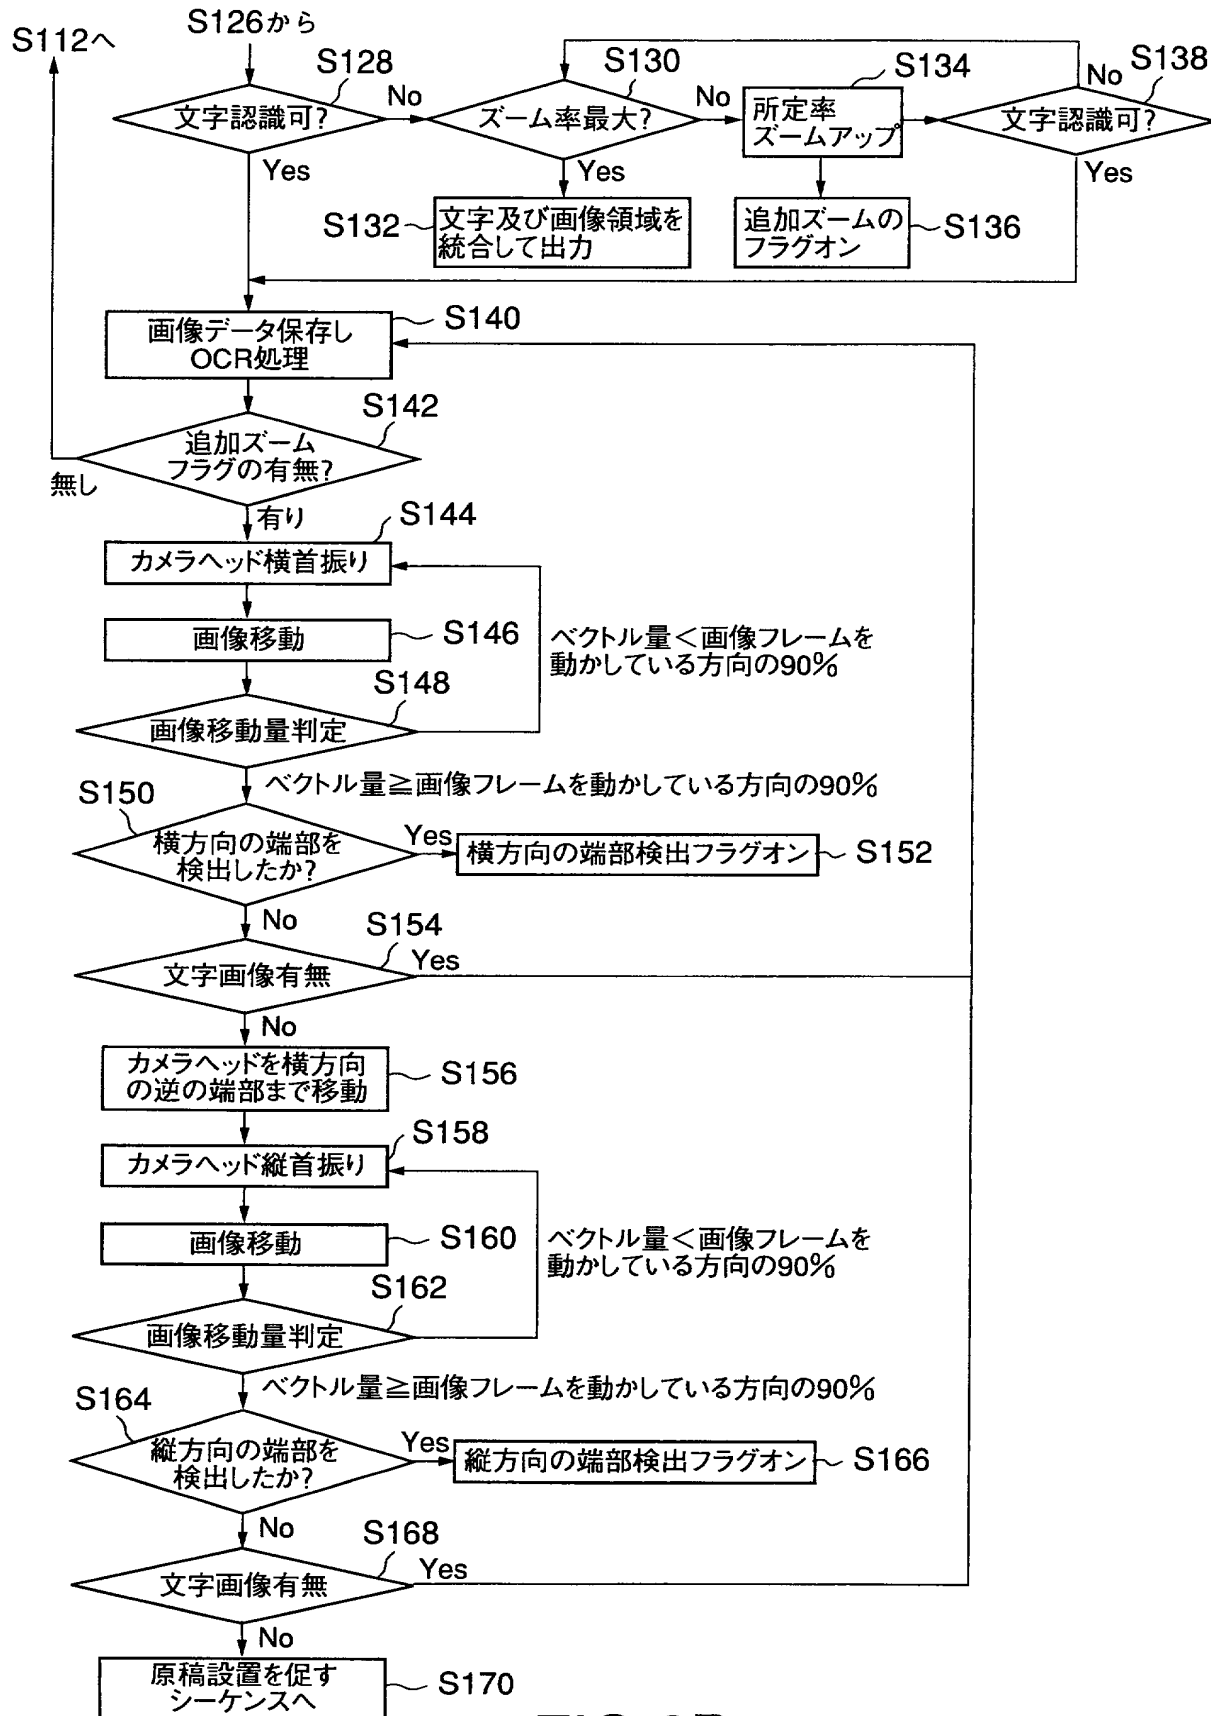 S126から
S112へ
S128
文字認識可?
No
Yes
S130
ズーム率最大?
No
Yes
S132
文字及び画像領域を
統合して出力
S134
所定率
ズームアップ
追加ズームの
フラグオン
S136
S138
文字認識可?
No
Yes
画像データ保存し
OCR処理
S140
S142
追加ズーム
フラグの有無?
無し
有り
S144
カメラヘッド横首振り
画像移動
S146
ベクトル量<画像フレームを
動かしている方向の90%
S148
画像移動量判定
ベクトル量≧画像フレームを動かしている方向の90%
S150
横方向の端部を
検出したか?
Yes
横方向の端部検出フラグオン
S152
No
S154
文字画像有無
Yes
No
カメラヘッドを横方向
の逆の端部まで移動
S156
S158
カメラヘッド縦首振り
画像移動
S160
ベクトル量<画像フレームを
動かしている方向の90%
S162
画像移動量判定
ベクトル量≧画像フレームを動かしている方向の90%
S164
縦方向の端部を
検出したか?
Yes
縦方向の端部検出フラグオン
S166
No
S168
文字画像有無
Yes
No
原稿設置を促す
シーケンスへ
S170